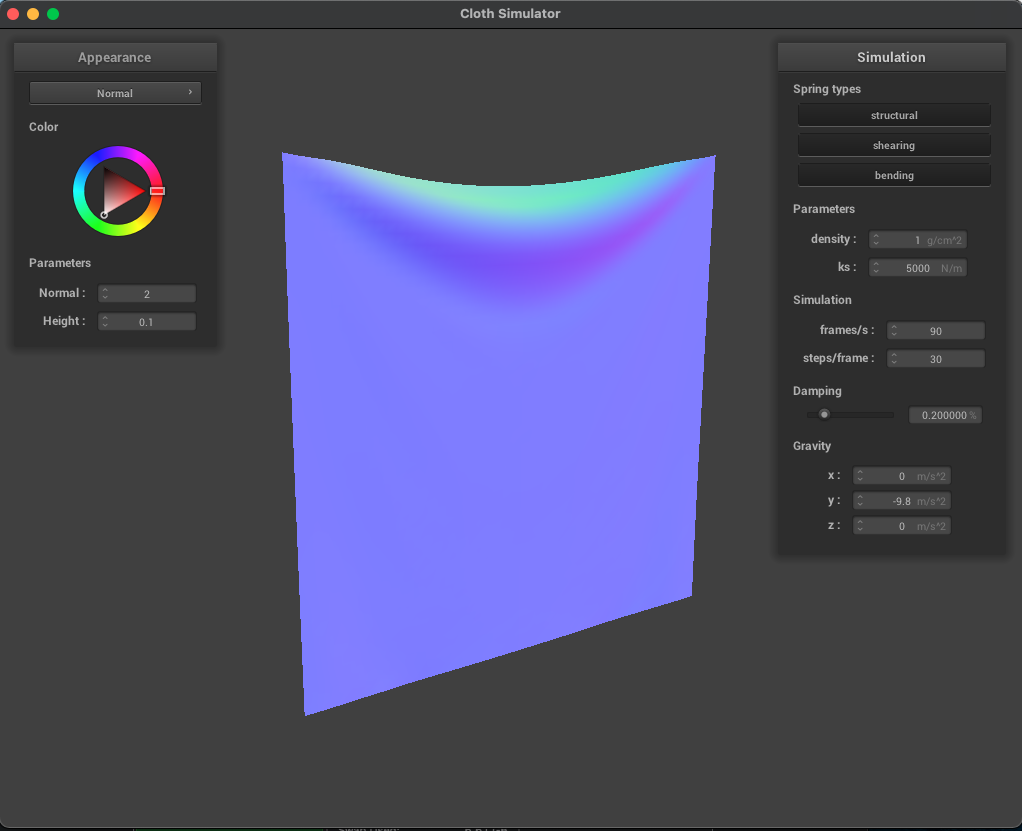 Cloth Simulator
Appearance
Normal ›
Color
Parameters
Normal : 2
Height : 0.1
Simulation
Spring types
structural
shearing
bending
Parameters
density : 1 g/cm^2
ks : 5000 N/m
Simulation
frames/s : 90
steps/frame : 30
Damping
0.200000 %
Gravity
x : 0 m/s^2
y : -9.8 m/s^2
z : 0 m/s^2